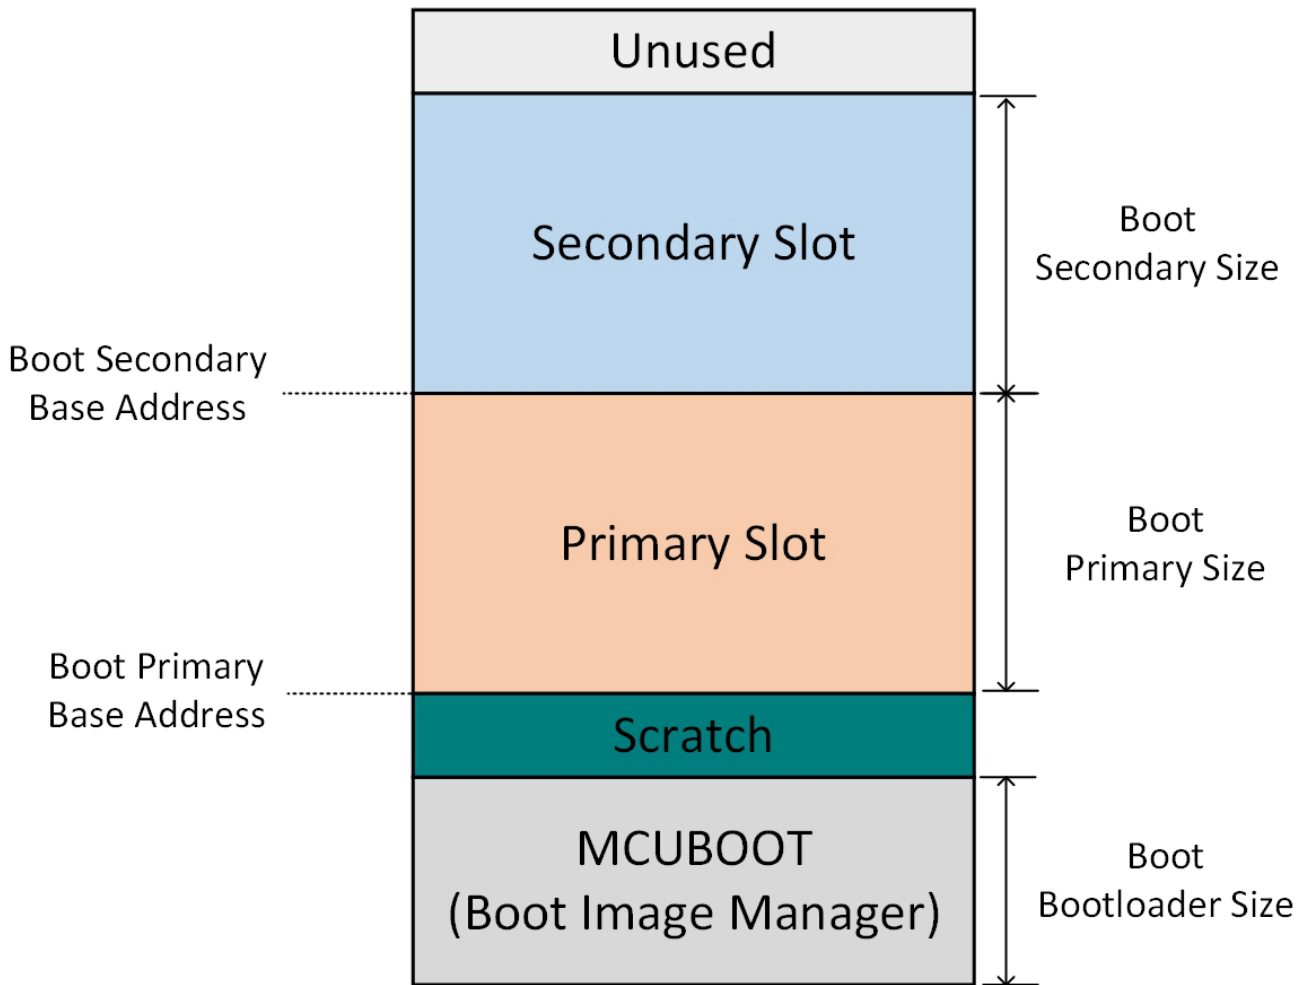 Unused
Secondary Slot
Boot
Secondary Size
Boot Secondary
Base Address
Primary Slot
Boot
Primary Size
Boot Primary
Base Address
Scratch
MCUBOOT
(Boot Image Manager)
Boot
Bootloader Size